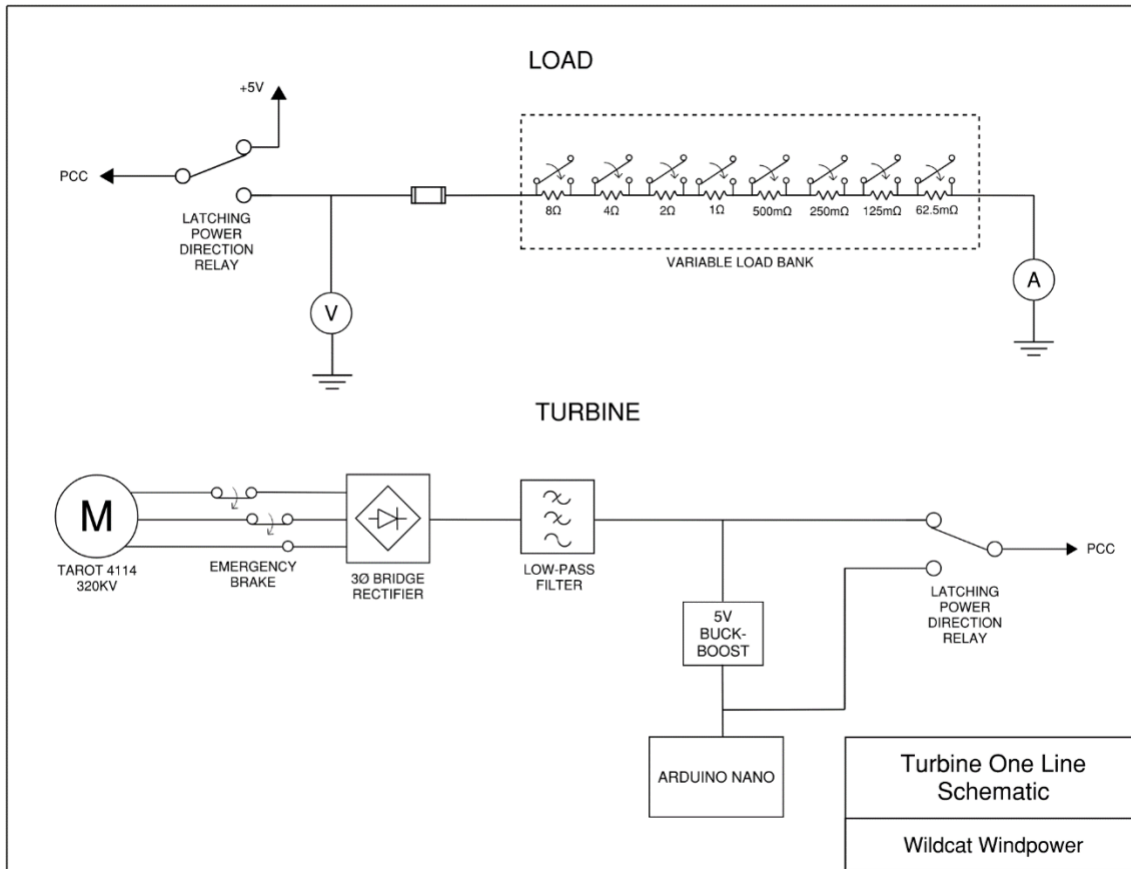 LOAD
+5V
PCC
LATCHING
POWER
DIRECTION
RELAY
8Ω
4Ω
2Ω
1Ω
500mΩ
250mΩ
125mΩ
62.5mΩ
VARIABLE LOAD BANK
V
A
TURBINE
M
TAROT 4114
320KV
EMERGENCY
BRAKE
3Ø BRIDGE
RECTIFIER
LOW-PASS
FILTER
5V
BUCK-
BOOST
ARDUINO NANO
PCC
LATCHING
POWER
DIRECTION
RELAY
Turbine One Line
Schematic
Wildcat Windpower